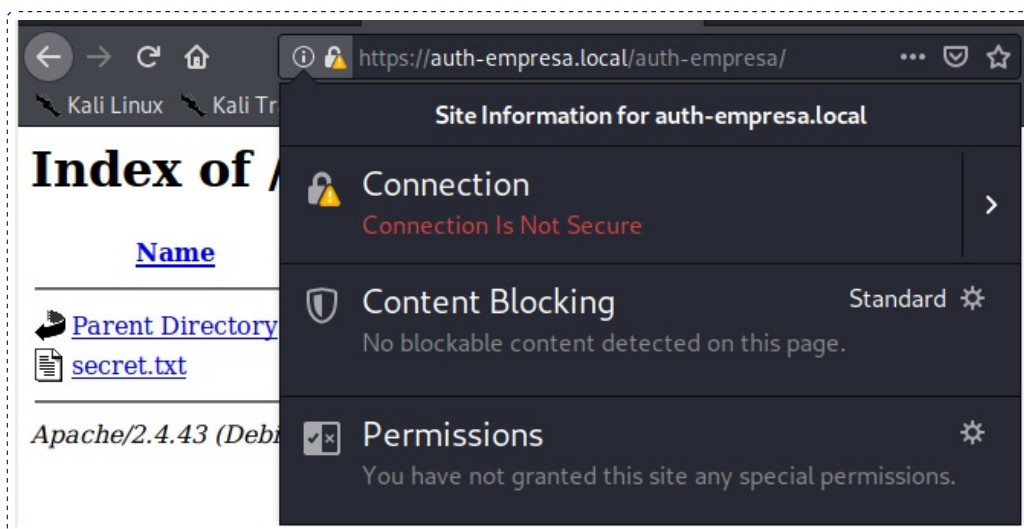 https://auth-empresa.local/auth-empresa/
Kali Linux Kali Tr
Site Information for auth-empresa.local
Index of /
Connection
Connection Is Not Secure
Name
Content Blocking Standard
No blockable content detected on this page.
Parent Directory
secret.txt
Apache/2.4.43 (Debi
Permissions
You have not granted this site any special permissions.